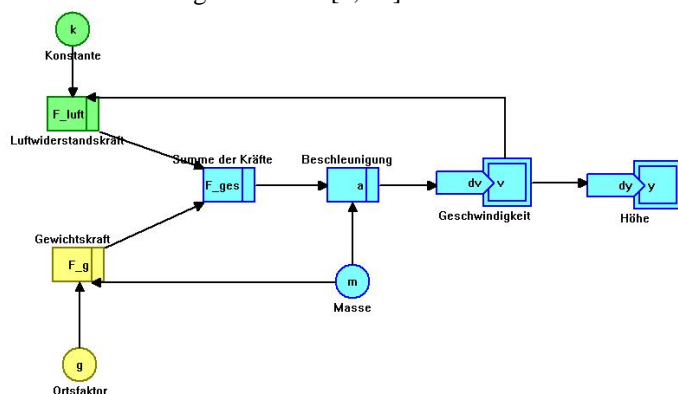 k
Konstante
F_luft
Luftwiderstandskraft
Summe der Kräfte
F_ges
Beschleunigung
a
dv v
Geschwindigkeit
dy y
Höhe
Gewichtskraft
F_g
m
Masse
g
Ortsfaktor